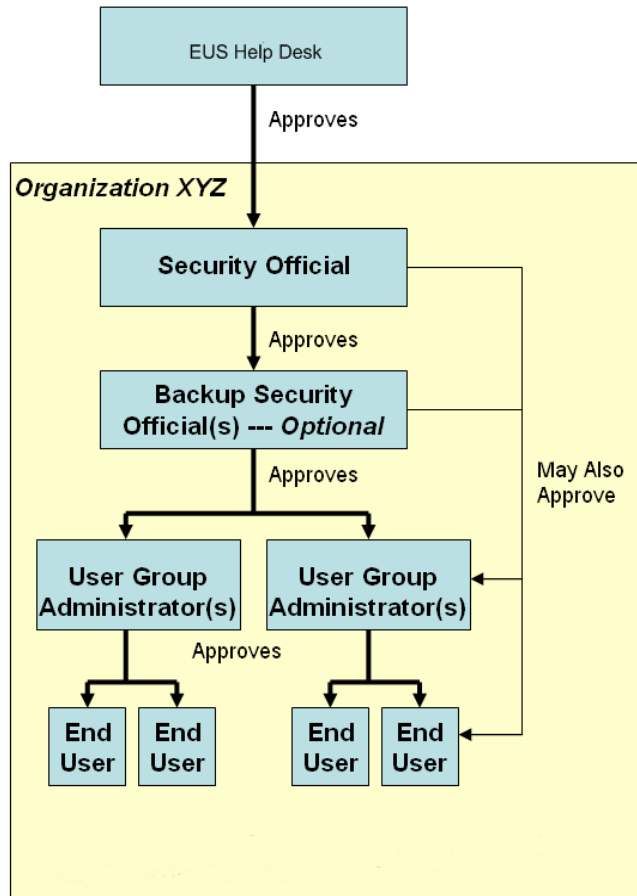 EUS Help Desk
Approves
Organization XYZ
Security Official
Approves
Backup Security
Official(s) --- Optional
Approves
May Also
Approve
User Group
Administrator(s)
User Group
Administrator(s)
Approves
End
User
End
User
End
User
End
User